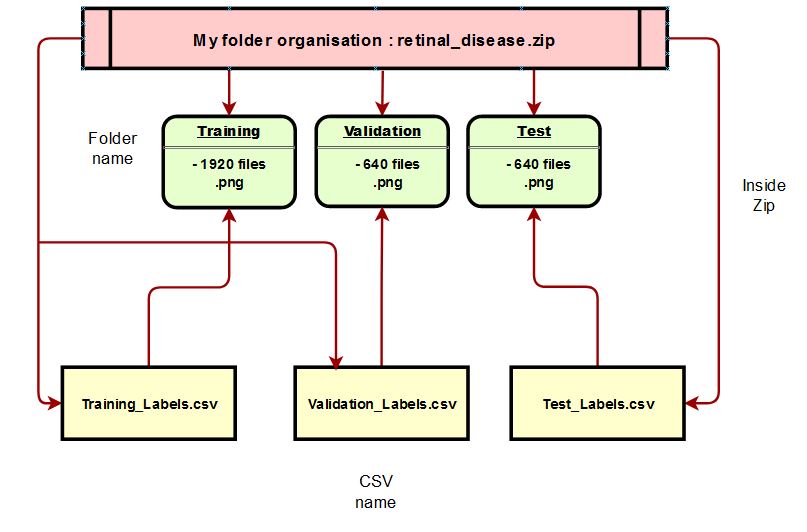 My folder organisation : retinal_disease.zip
Folder
name
Training
- 1920 files
.png
Validation
- 640 files
.png
Test
- 640 files
.png
Inside
Zip
Training_Labels.csv
Validation_Labels.csv
Test_Labels.csv
CSV
name